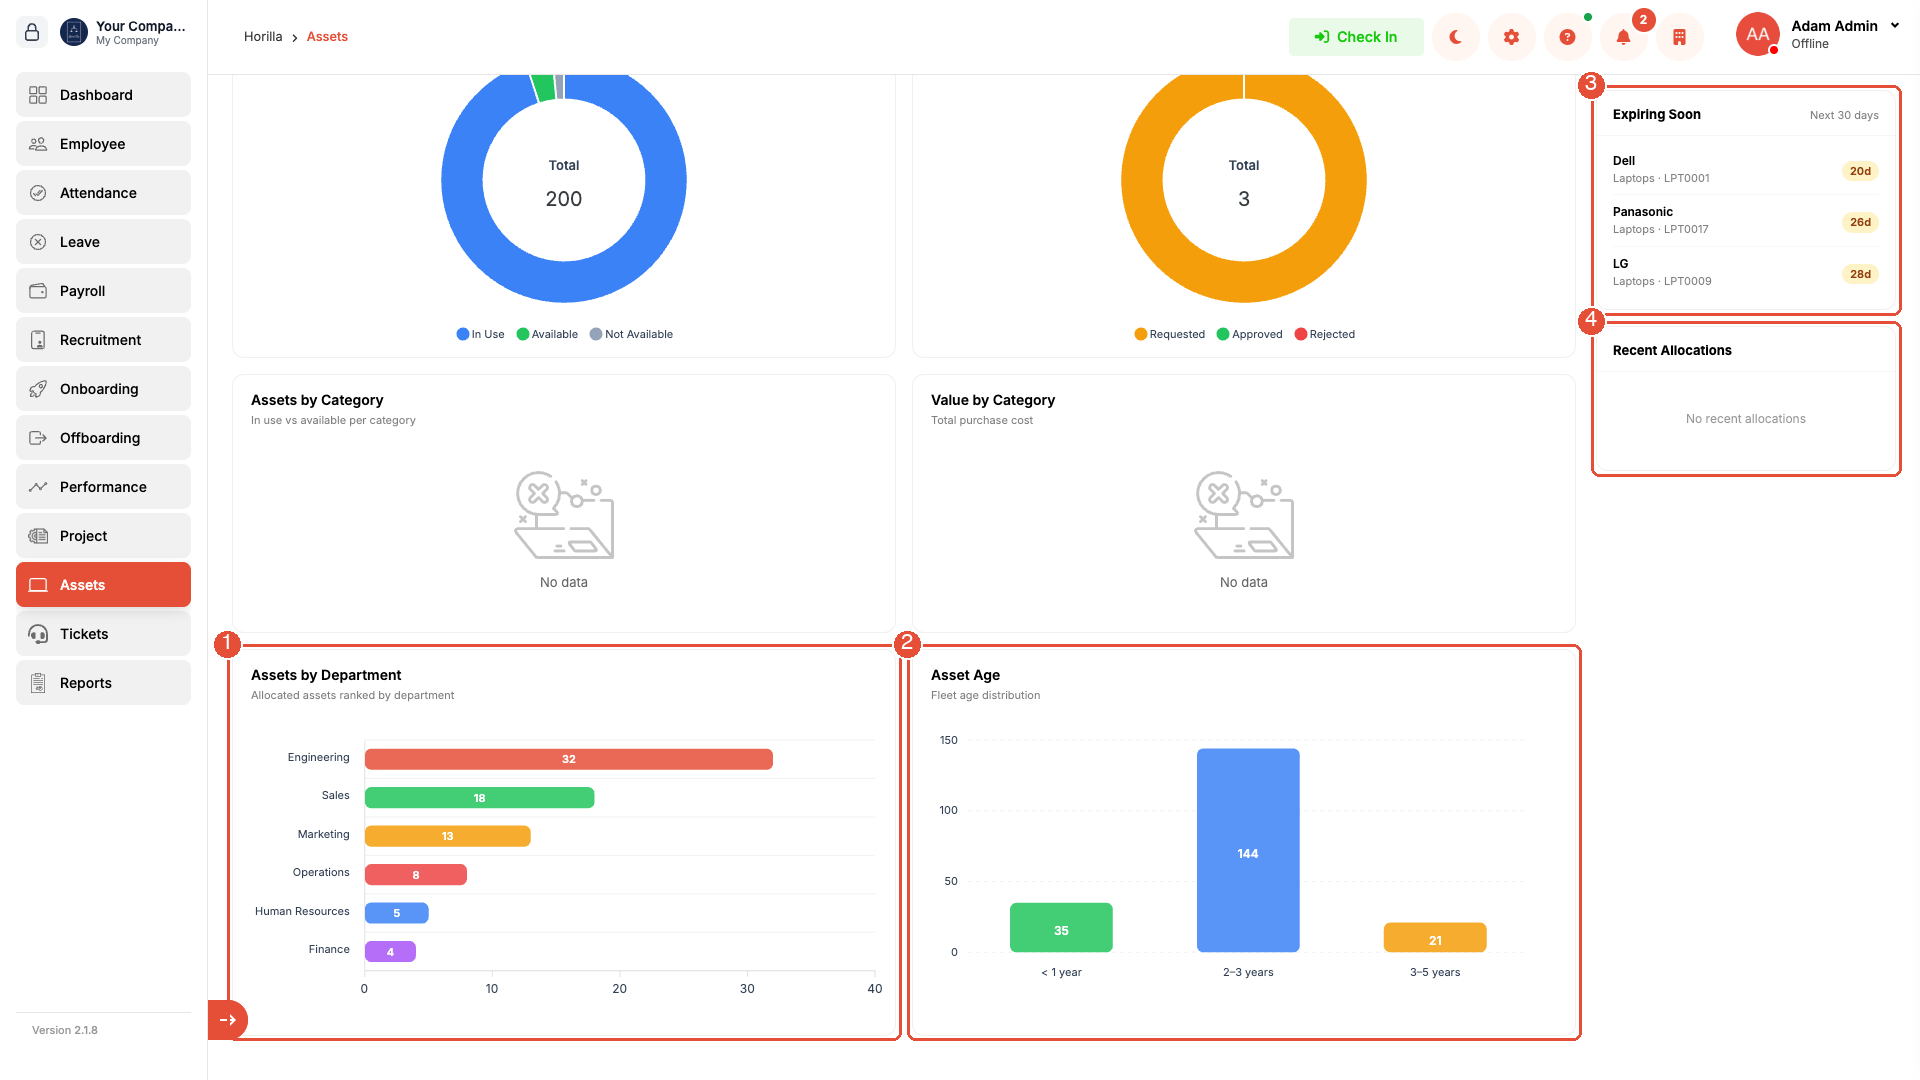 Your Compa...
My Company
Horilla > Assets
Check In
2
AA
Adam Admin
Offline
Dashboard
Employee
Attendance
Leave
Payroll
Recruitment
Onboarding
Offboarding
Performance
Project
Assets
Tickets
Reports
Version 2.1.8
Total
200
In Use
Available
Not Available
Total
3
Requested
Approved
Rejected
Assets by Category
In use vs available per category
No data
Value by Category
Total purchase cost
No data
1
Assets by Department
Allocated assets ranked by department
Engineering
32
Sales
18
Marketing
13
Operations
8
Human Resources
5
Finance
4
0 10 20 30 40
2
Asset Age
Fleet age distribution
150
100
50
0
35
144
21
< 1 year
2–3 years
3–5 years
3
Expiring Soon
Next 30 days
Dell
Laptops · LPT0001
20d
Panasonic
Laptops · LPT0017
26d
LG
Laptops · LPT0009
28d
4
Recent Allocations
No recent allocations